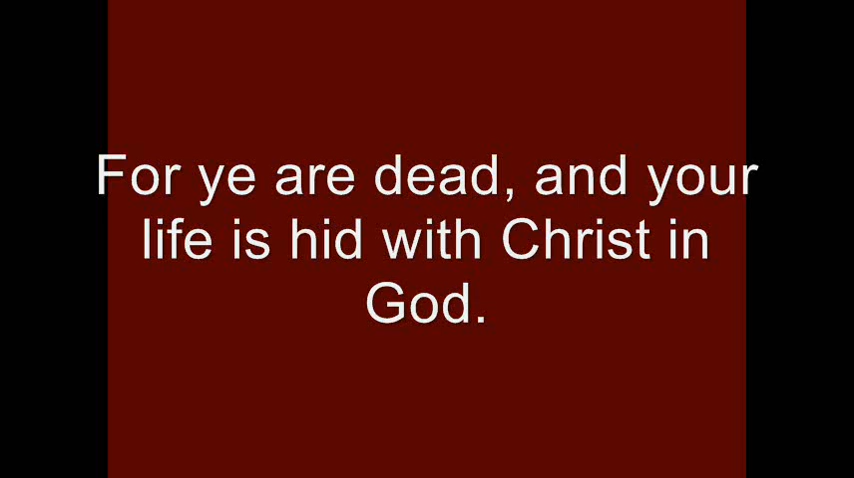 For ye are dead, and your
life is hid with Christ in
God.